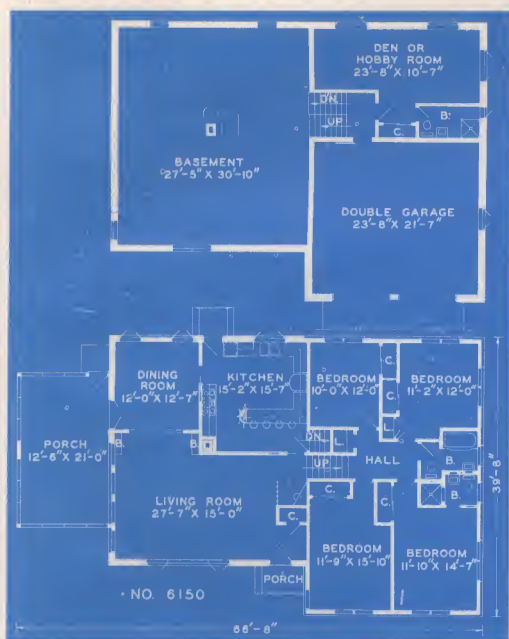 DEN OR
HOBBY ROOM
23'-8" X 10'-7"
DN.
UP
C.
B.
BASEMENT
27'-5" X 30'-10"
DOUBLE GARAGE
23'-8" X 21'-7"
DINING
ROOM
12'-0" X 12'-7"
KITCHEN
15'-2" X 15'-7"
BEDROOM
10'-0" X 12'-0"
C.
C.
L.
BEDROOM
11'-2" X 12'-0"
PORCH
12'-6" X 21'-0"
B.
B.
DN.
L.
UP
HALL
B.
B.
39'-8"
LIVING ROOM
27'-7" X 15'-0"
C.
C.
C.
BEDROOM
11'-9" X 15'-10"
BEDROOM
11'-10" X 14'-7"
PORCH
NO. 6150
66'-8"